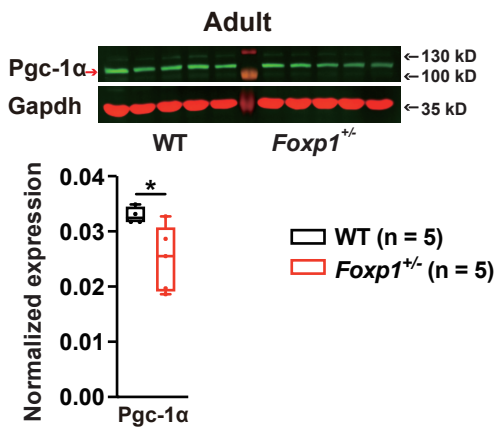 Adult
Pgc-1α
←130 kD
←100 kD
Gapdh
←35 kD
WT Foxp1+/-
Normalized expression
0.04
0.03
0.02
0.01
0.00
*
Pgc-1α
WT (n = 5)
Foxp1+/- (n = 5)